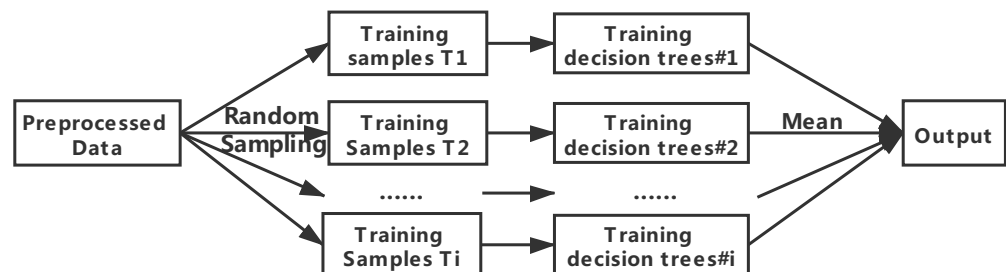 Training
samples T1
Training
decision trees#1
Preprocessed
Data
Random
Sampling
Training
Samples T2
Training
decision trees#2
Mean
Output
......
......
Training
Samples Ti
Training
decision trees#i